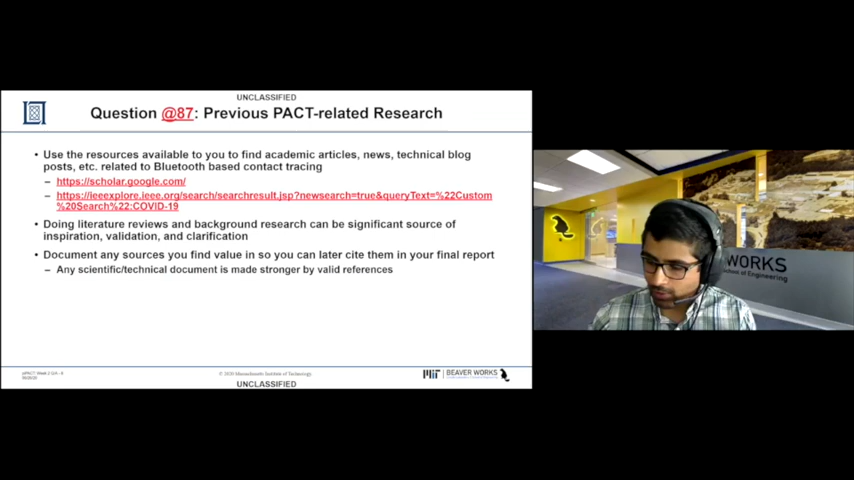 UNCLASSIFIED
Question @87: Previous PACT-related Research
• Use the resources available to you to find academic articles, news, technical blog
posts, etc. related to Bluetooth based contact tracing
– https://scholar.google.com/
– https://ieeexplore.ieee.org/search/searchresult.jsp?newsearch=true&queryText=%22Custom
%20Search%22:COVID-19
• Doing literature reviews and background research can be significant source of
inspiration, validation, and clarification
• Document any sources you find value in so you can later cite them in your final report
– Any scientific/technical document is made stronger by valid references
© 2020 Massachusetts Institute of Technology
UNCLASSIFIED
MIT BEAVER WORKS
WORKS
School of Engineering